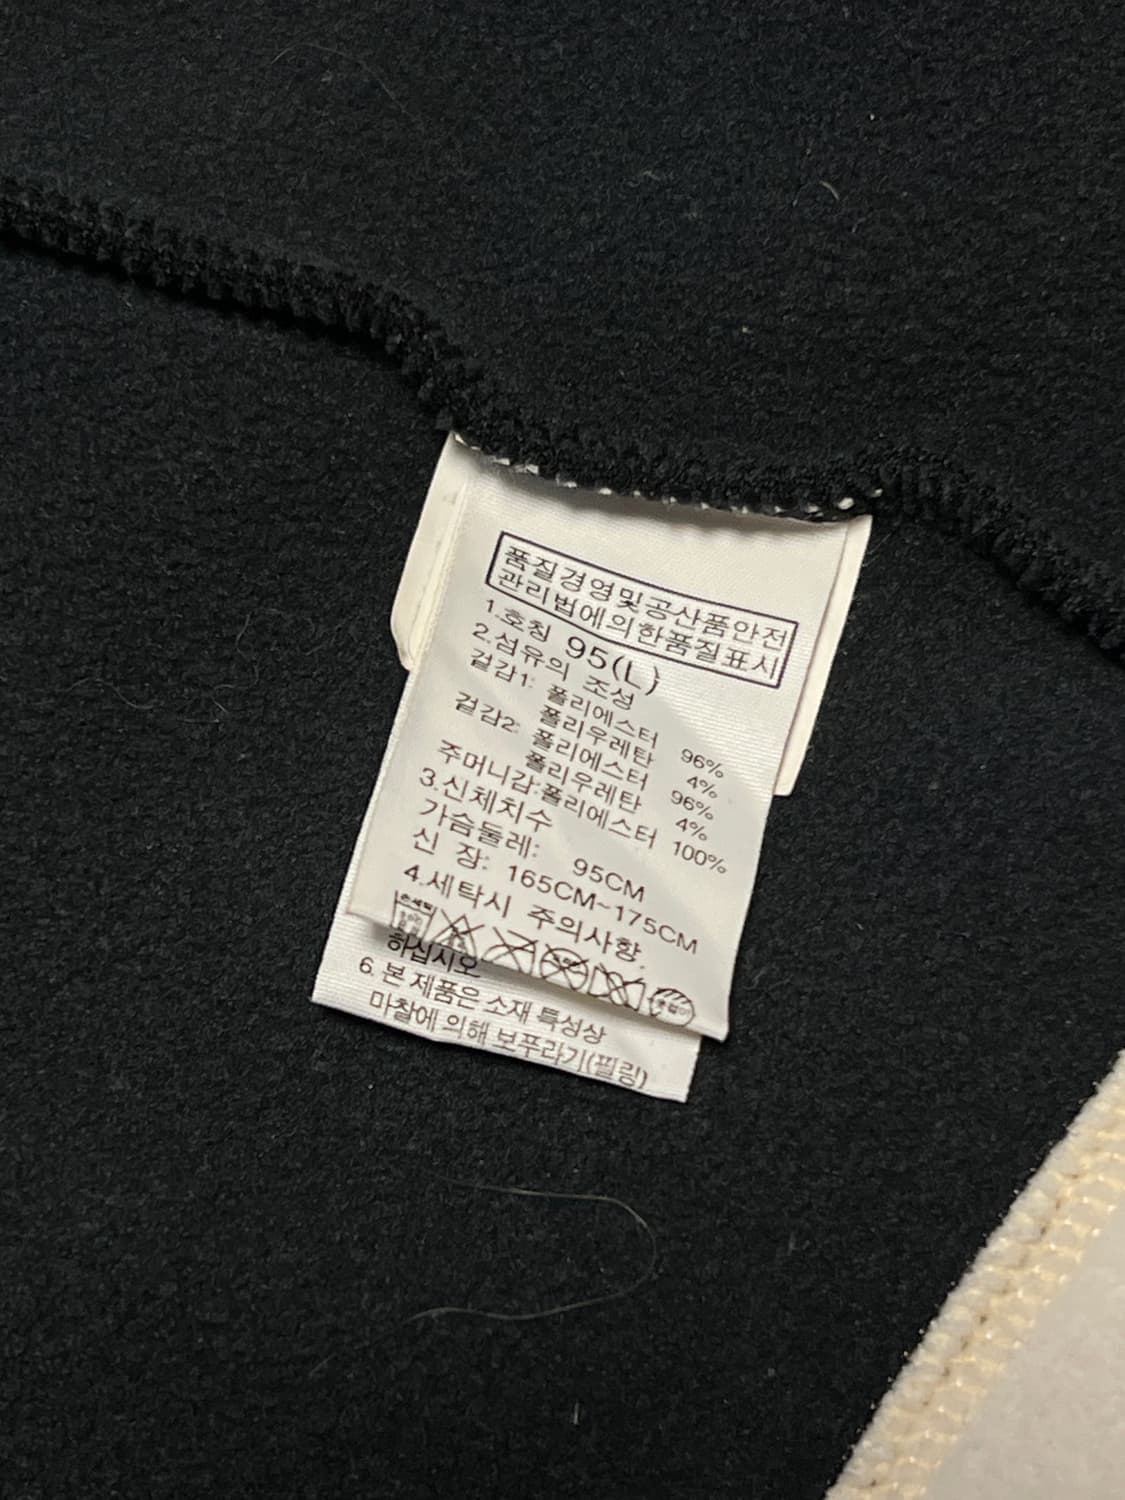 품질경영및공산품안전
관리법에의한품질표시
1.호칭 95(L)
2.섬유의 조성
겉감1: 폴리에스터 96%
폴리우레탄 4%
겉감2: 폴리에스터 96%
폴리우레탄 4%
주머니감:폴리에스터 100%
3.신체치수
가슴둘레: 95CM
신 장: 165CM~175CM
4.세탁시 주의사항
손세탁
하십시오
6.본 제품은 소재 특성상
마찰에 의해 보푸라기(필링)